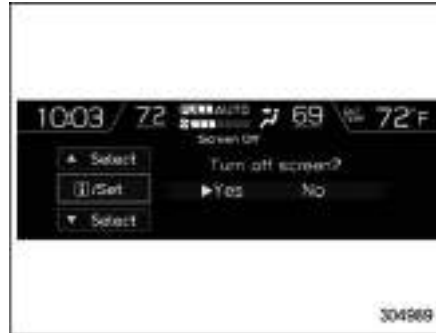 10:03 72 AUTO 69 72°F
Screen Off
▲ Select
Turn off screen?
i/Set
▶Yes No
▼ Select
304989